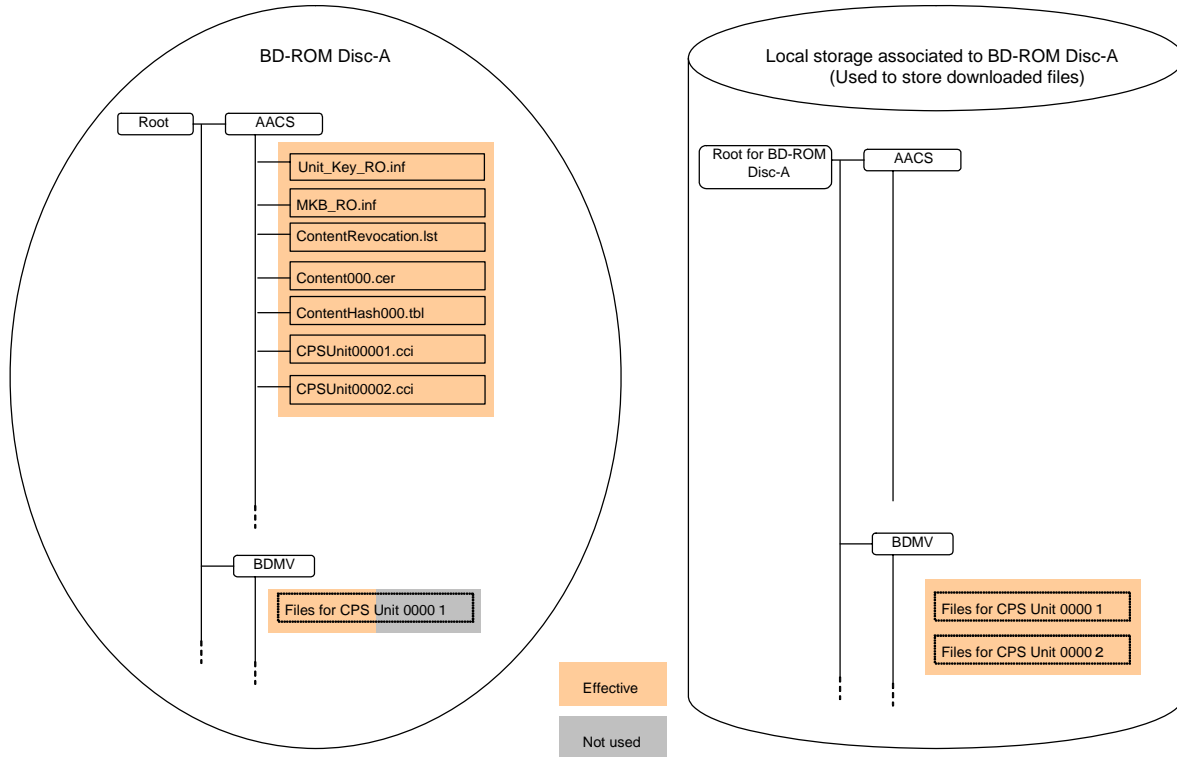 BD-ROM Disc-A
Root
AACS
Unit_Key_RO.inf
MKB_RO.inf
ContentRevocation.lst
Content000.cer
ContentHash000.tbl
CPSUnit00001.cci
CPSUnit00002.cci
BDMV
Files for CPS Unit 0000 1
Local storage associated to BD-ROM Disc-A
(Used to store downloaded files)
Root for BD-ROM
Disc-A
AACS
BDMV
Files for CPS Unit 0000 1
Files for CPS Unit 0000 2
Effective
Not used